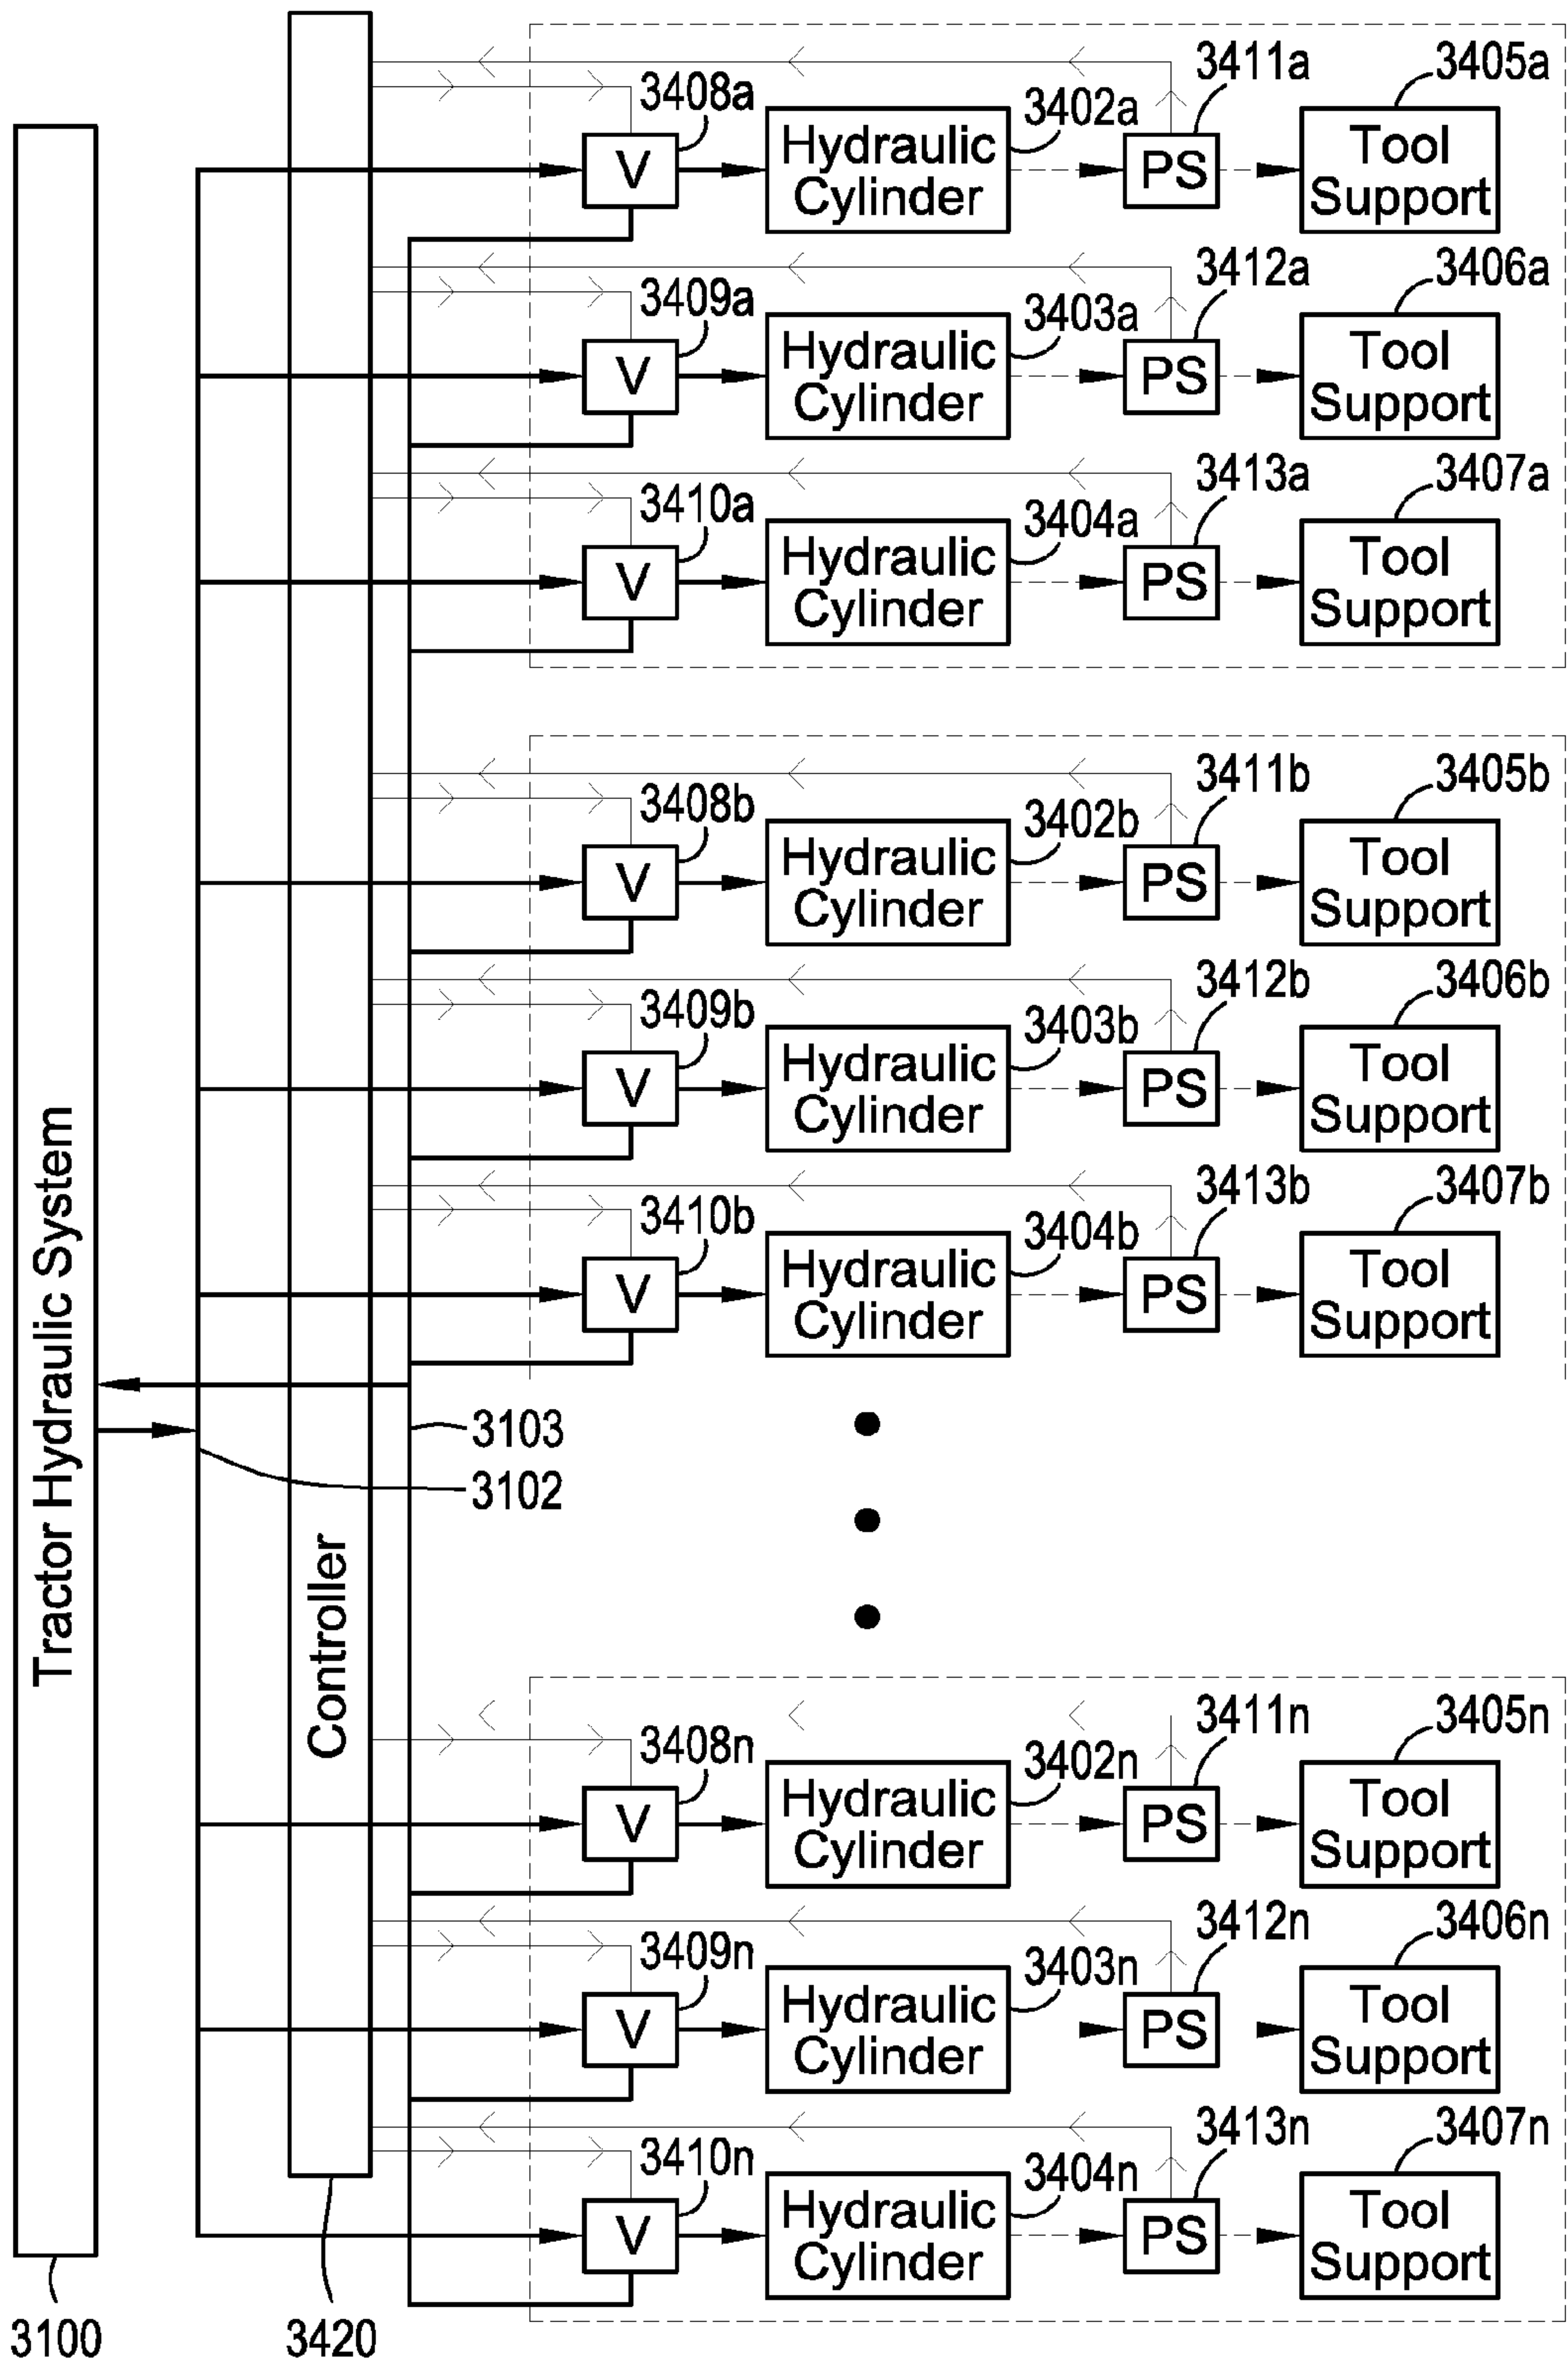 3411a
3405a
3408a
3402a
V
Hydraulic
Cylinder
PS
Tool
Support
3412a
3406a
3409a
3403a
V
Hydraulic
Cylinder
PS
Tool
Support
3413a
3407a
3410a
3404a
V
Hydraulic
Cylinder
PS
Tool
Support
3411b
3405b
3408b
3402b
V
Hydraulic
Cylinder
PS
Tool
Support
3412b
3406b
3409b
3403b
V
Hydraulic
Cylinder
PS
Tool
Support
3413b
3407b
3410b
3404b
V
Hydraulic
Cylinder
PS
Tool
Support
Tractor Hydraulic System
3103
3102
Controller
3411n
3405n
3408n
3402n
V
Hydraulic
Cylinder
PS
Tool
Support
3412n
3406n
3409n
3403n
V
Hydraulic
Cylinder
PS
Tool
Support
3413n
3407n
3410n
3404n
V
Hydraulic
Cylinder
PS
Tool
Support
3100
3420